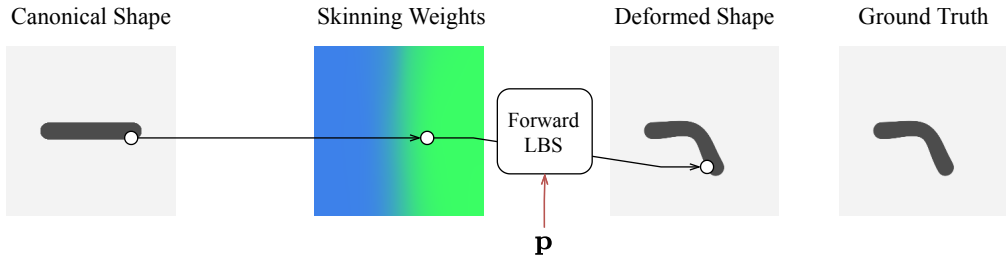 Canonical Shape
Skinning Weights
Deformed Shape
Ground Truth
Forward
LBS
p